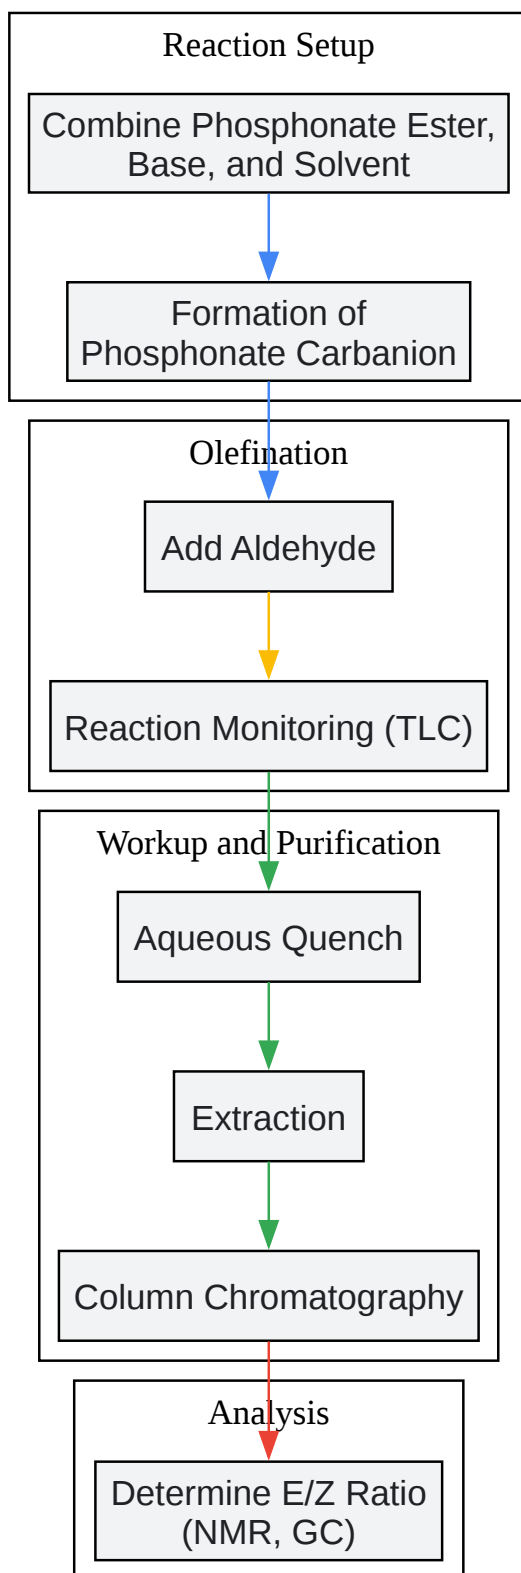 Reaction Setup
Combine Phosphonate Ester,
Base, and Solvent
Formation of
Phosphonate Carbanion
Olefination
Add Aldehyde
Reaction Monitoring (TLC)
Workup and Purification
Aqueous Quench
Extraction
Column Chromatography
Analysis
Determine E/Z Ratio
(NMR, GC)